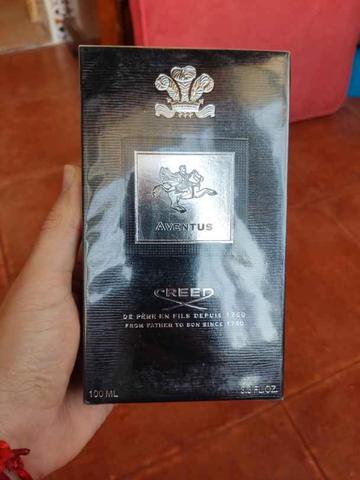 AVENTUS
CREED
DE PÈRE EN FILS DEPUIS 1760
FROM FATHER TO SON SINCE 1760
100 ML
3.3 FL.OZ.